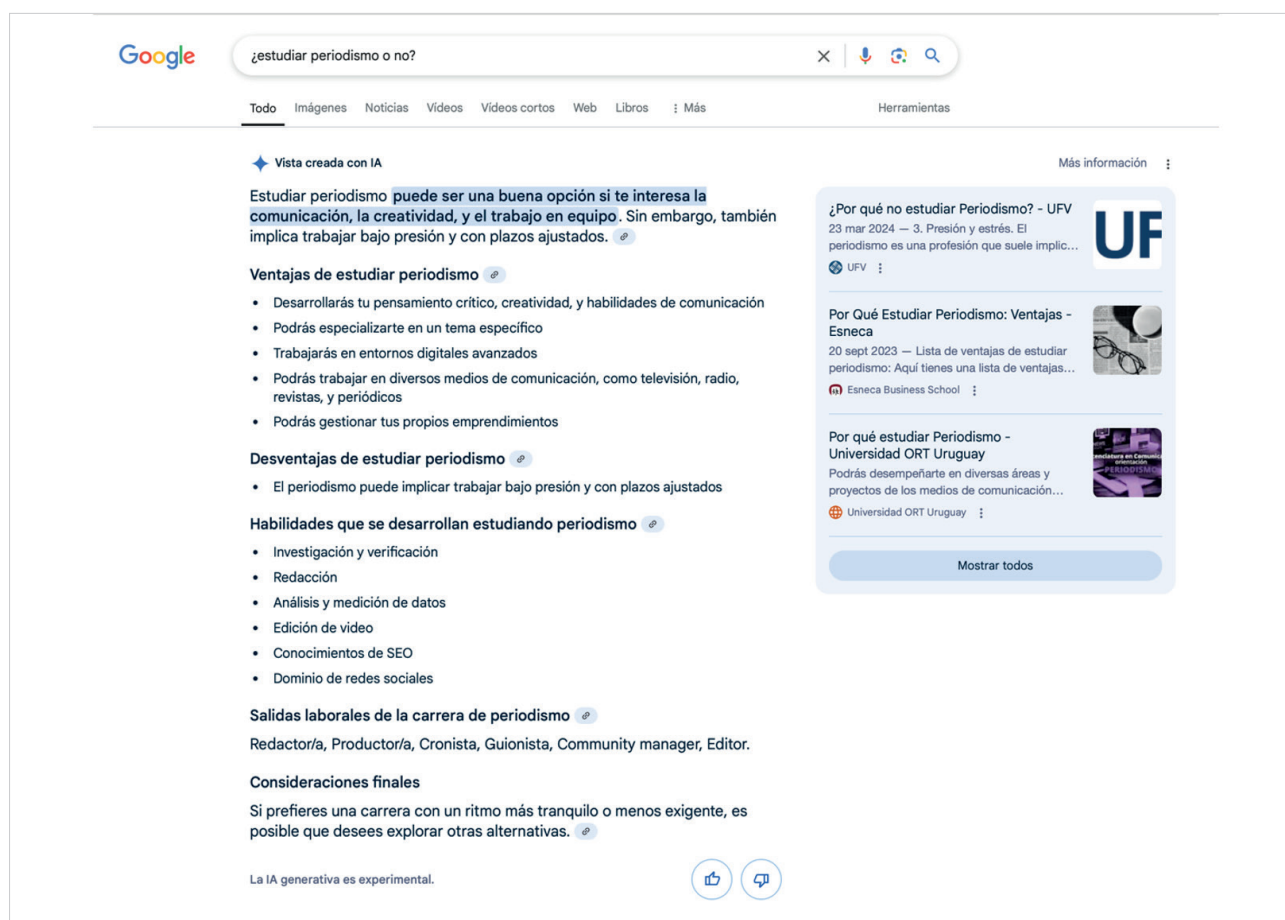 Google
¿estudiar periodismo o no?
Todo Imágenes Noticias Vídeos Vídeos cortos Web Libros Más Herramientas
Vista creada con IA
Más información
Estudiar periodismo puede ser una buena opción si te interesa la
comunicación, la creatividad, y el trabajo en equipo. Sin embargo, también
implica trabajar bajo presión y con plazos ajustados.
Ventajas de estudiar periodismo
• Desarrollarás tu pensamiento crítico, creatividad, y habilidades de comunicación
• Podrás especializarte en un tema específico
• Trabajarás en entornos digitales avanzados
• Podrás trabajar en diversos medios de comunicación, como televisión, radio,
revistas, y periódicos
• Podrás gestionar tus propios emprendimientos
Desventajas de estudiar periodismo
• El periodismo puede implicar trabajar bajo presión y con plazos ajustados
Habilidades que se desarrollan estudiando periodismo
• Investigación y verificación
• Redacción
• Análisis y medición de datos
• Edición de video
• Conocimientos de SEO
• Dominio de redes sociales
Salidas laborales de la carrera de periodismo
Redactor/a, Productor/a, Cronista, Guionista, Community manager, Editor.
Consideraciones finales
Si prefieres una carrera con un ritmo más tranquilo o menos exigente, es
posible que desees explorar otras alternativas.
La IA generativa es experimental.
¿Por qué no estudiar Periodismo? - UFV
23 mar 2024 — 3. Presión y estrés. El
periodismo es una profesión que suele implic...
UFV
UF
Por Qué Estudiar Periodismo: Ventajas -
Esneca
20 sept 2023 — Lista de ventajas de estudiar
periodismo: Aquí tienes una lista de ventajas...
Esneca Business School
Por qué estudiar Periodismo -
Universidad ORT Uruguay
Podrás desempeñarte en diversas áreas y
proyectos de los medios de comunicación...
Universidad ORT Uruguay
enciatura en Comunic
orientación
PERIODISMO
Mostrar todos